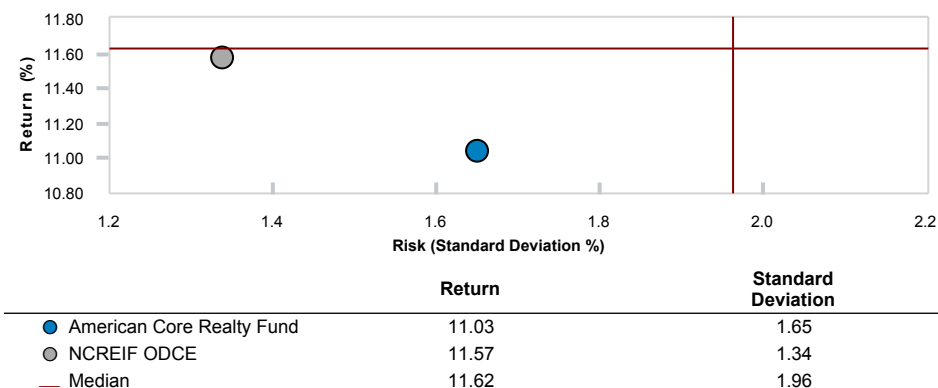 11.80
11.60
11.40
11.20
11.00
10.80
Return (%)
1.2 1.4 1.6 1.8 2.0 2.2
Risk (Standard Deviation %)
Return Standard Deviation
American Core Realty Fund 11.03 1.65
NCREIF ODCE 11.57 1.34
Median 11.62 1.96